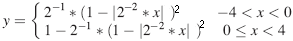 y = { 2⁻¹ * (1 − |2⁻² * x| )² −4 < x < 0
1 − 2⁻¹ * (1 − |2⁻² * x| )² 0 ≤ x < 4